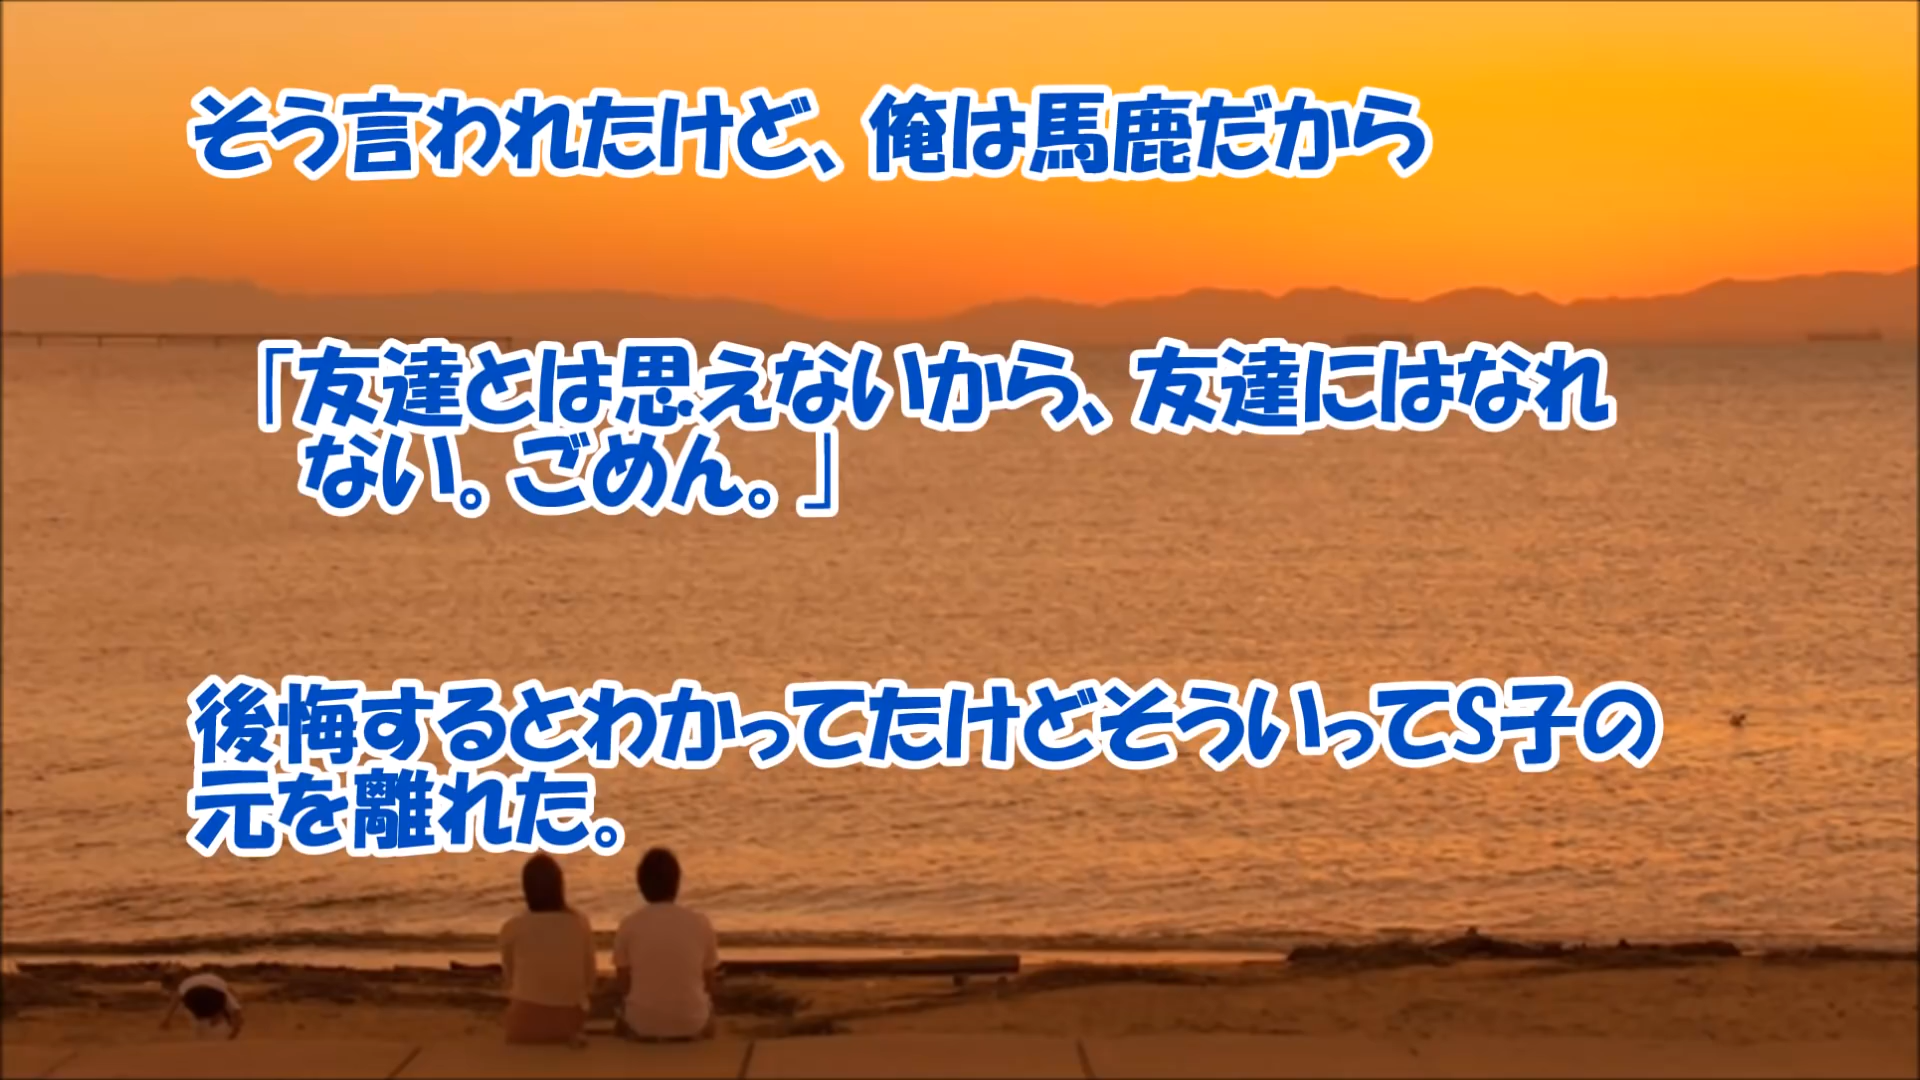 そう言われたけど、俺は馬鹿だから
「友達とは思えないから、友達にはなれ
ない。ごめん。」
後悔するとわかってたけどそういってS子の
元を離れた。